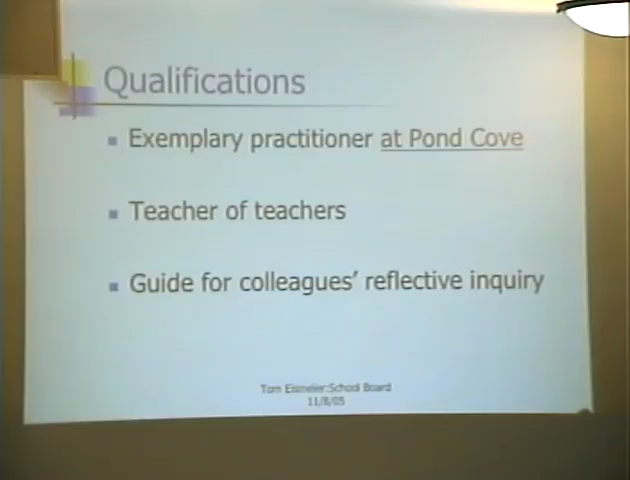 Qualifications
Exemplary practitioner at Pond Cove
Teacher of teachers
Guide for colleagues’ reflective inquiry
Tom Eismeier:School Board
11/8/05